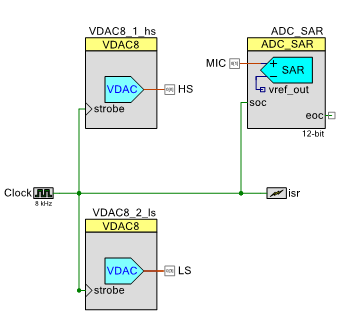 VDAC8_1_hs
VDAC8
VDAC
HS
strobe
ADC_SAR
ADC_SAR
MIC
SAR
vref_out
soc
eoc
12-bit
Clock
8 kHz
isr
VDAC8_2_ls
VDAC8
VDAC
LS
strobe